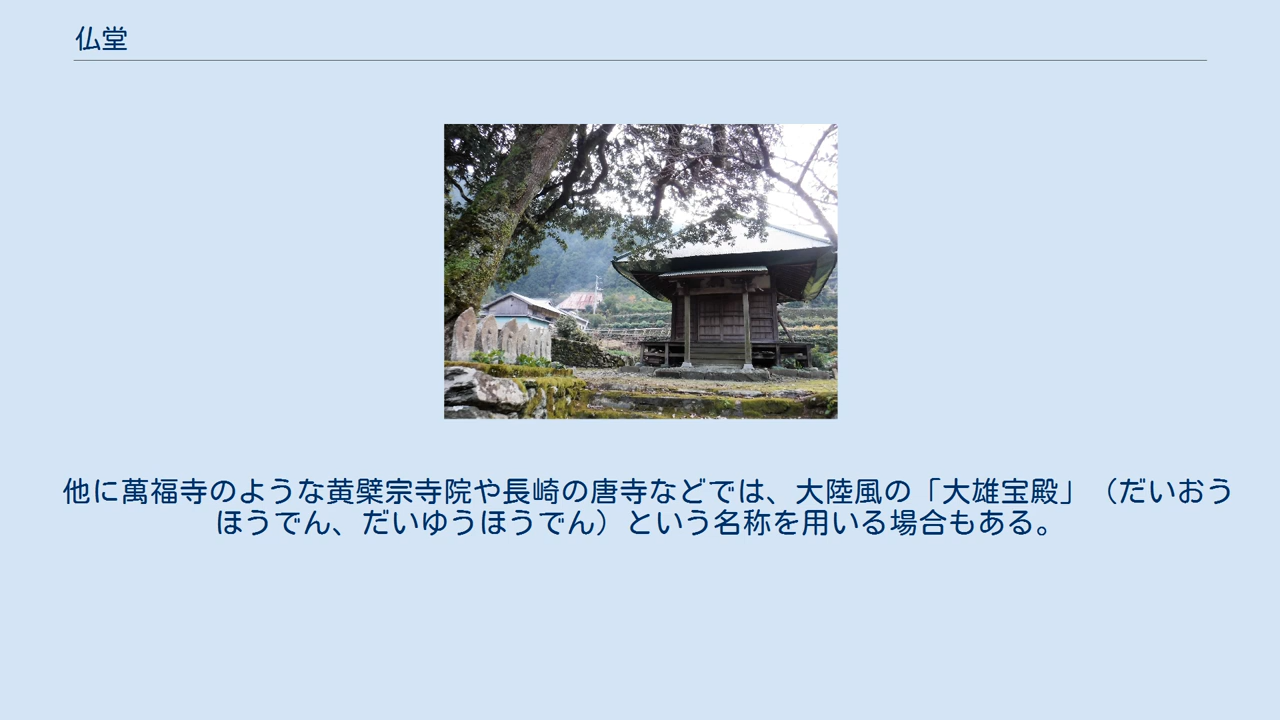 仏堂
他に萬福寺のような黄檗宗寺院や長崎の唐寺などでは、大陸風の「大雄宝殿」（だいおう
ほうでん、だいゆうほうでん）という名称を用いる場合もある。